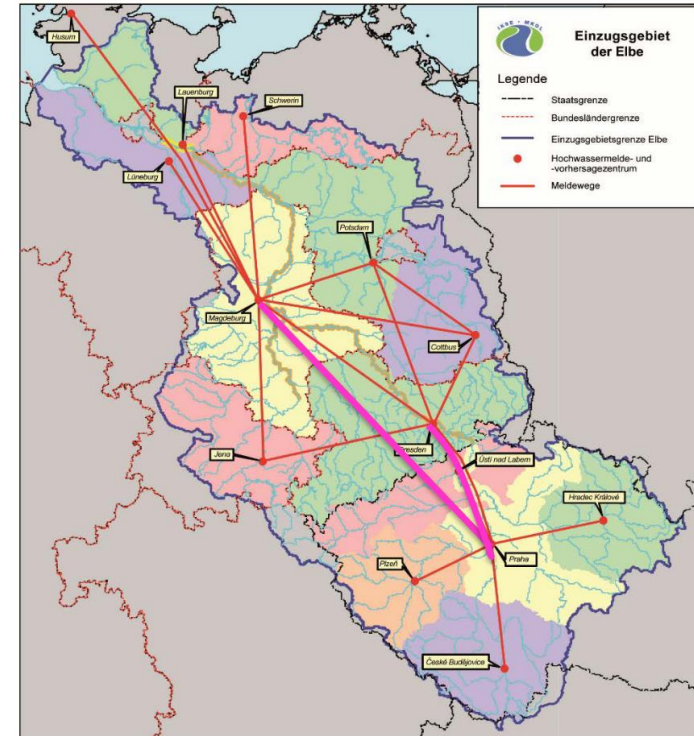 IKSE - MKOL
Einzugsgebiet
der Elbe
Legende
Staatsgrenze
Bundesländergrenze
Einzugsgebietsgrenze Elbe
Hochwassermelde- und
-vorhersagezentrum
Meldewege
Husum
Lauenburg
Schwerin
Lüneburg
Potsdam
Magdeburg
Cottbus
Dresden
Jena
Ústí nad Labem
Hradec Králové
Praha
Plzeň
České Budějovice